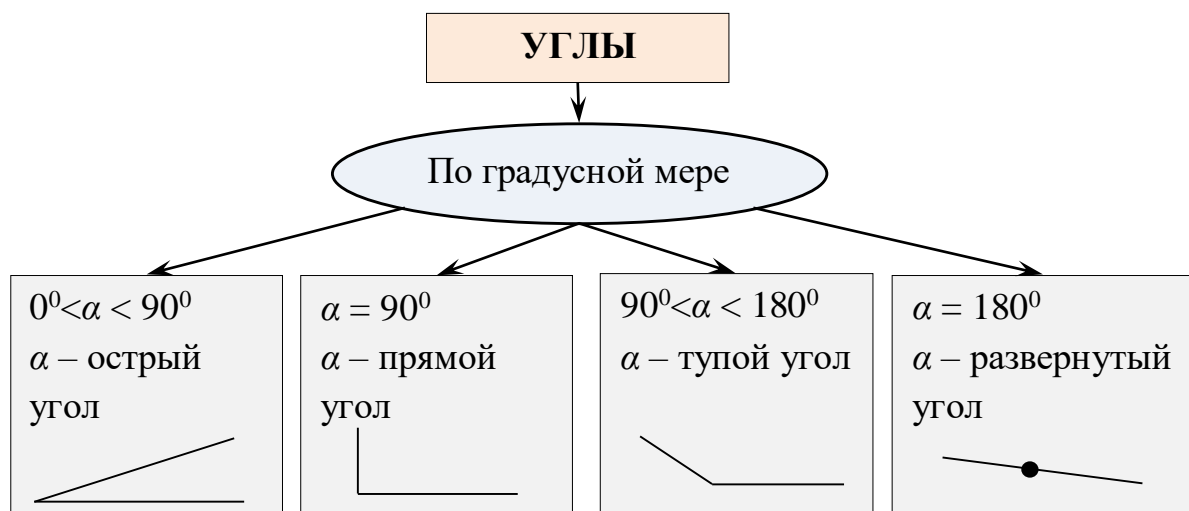 УГЛЫ
По градусной мере
0⁰<α < 90⁰
α – острый
угол
α = 90⁰
α – прямой
угол
90⁰<α < 180⁰
α – тупой угол
α = 180⁰
α – развернутый
угол